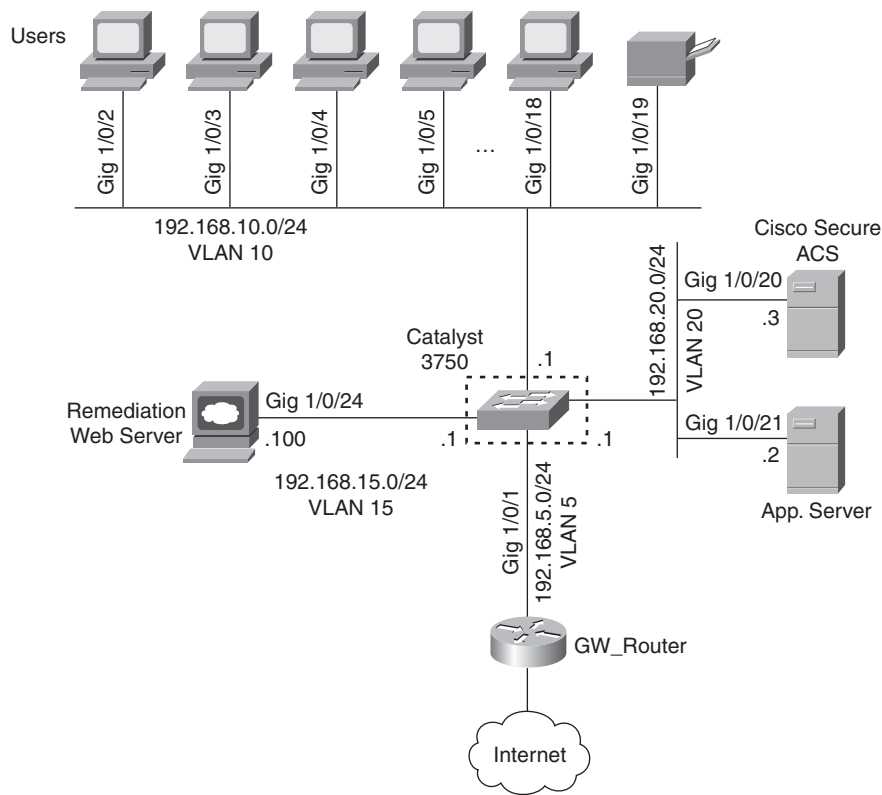 Users
Gig 1/0/2
Gig 1/0/3
Gig 1/0/4
Gig 1/0/5
...
Gig 1/0/18
Gig 1/0/19
192.168.10.0/24
VLAN 10
Cisco Secure
ACS
192.168.20.0/24
VLAN 20
Gig 1/0/20
.3
Catalyst
3750
.1
Remediation
Web Server
Gig 1/0/24
.100
.1
.1
Gig 1/0/21
.2
App. Server
192.168.15.0/24
VLAN 15
Gig 1/0/1
192.168.5.0/24
VLAN 5
GW_Router
Internet